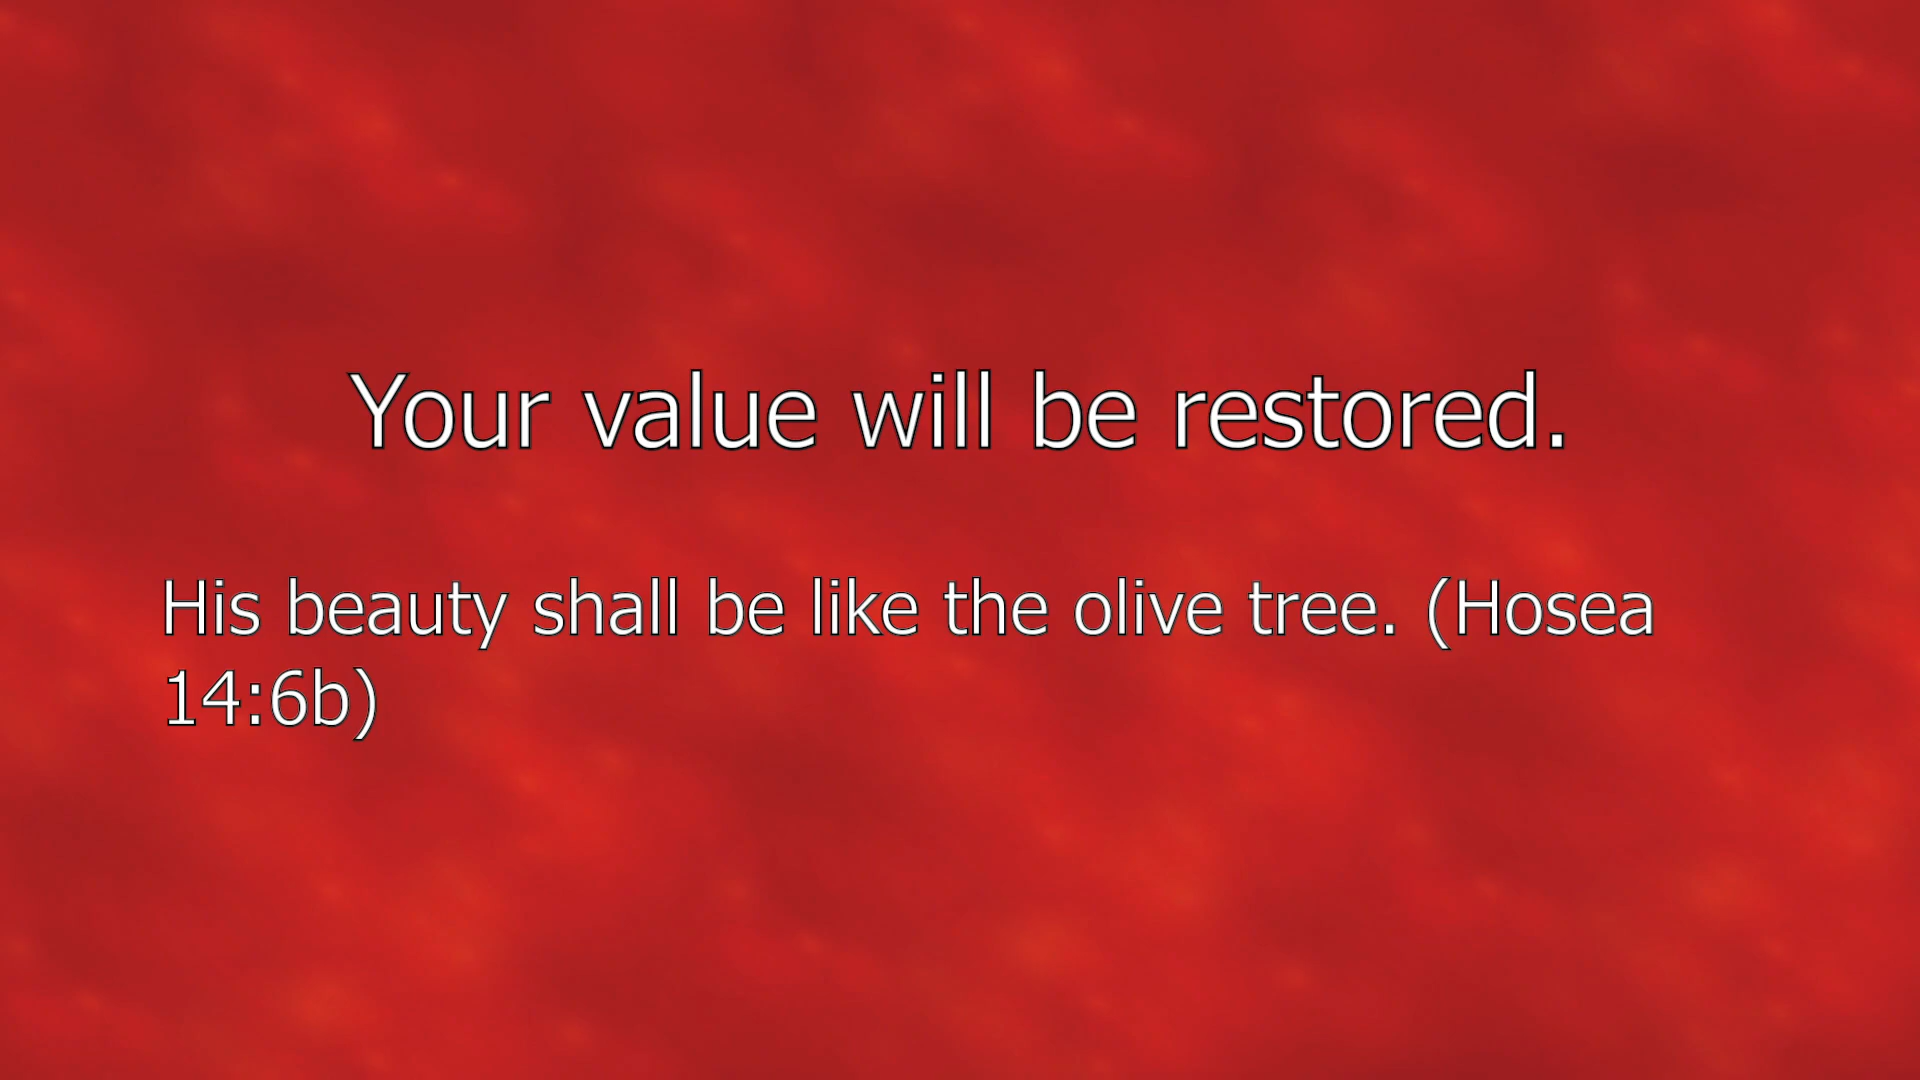 Your value will be restored.
His beauty shall be like the olive tree. (Hosea
14:6b)